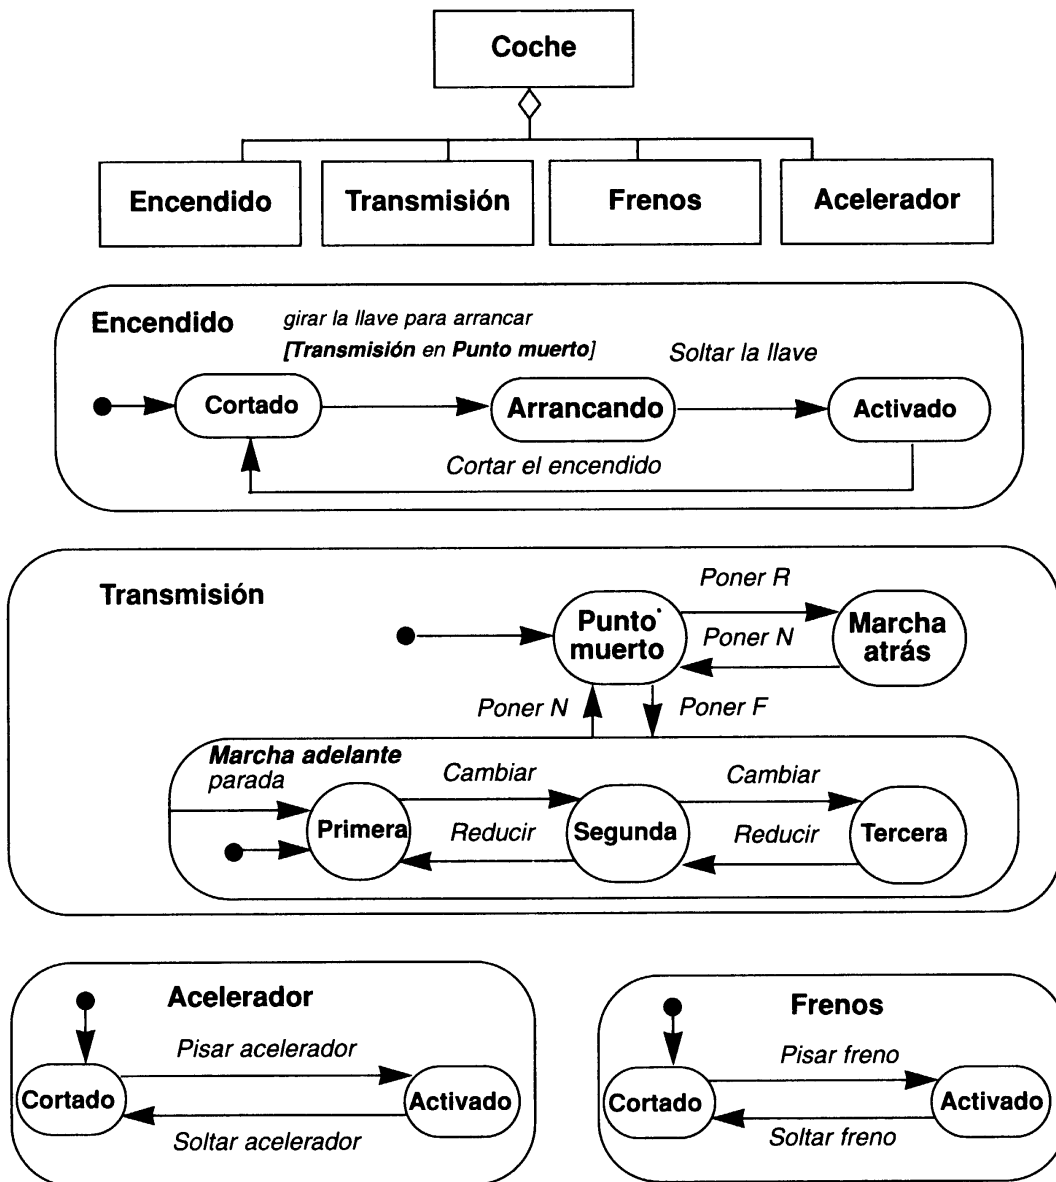 Coche
Encendido
Transmisión
Frenos
Acelerador
Encendido
girar la llave para arrancar
[Transmisión en Punto muerto]
Soltar la llave
Cortado
Arrancando
Activado
Cortar el encendido
Transmisión
Poner R
Punto
muerto
Poner N
Marcha
atrás
Poner N
Poner F
Marcha adelante
parada
Cambiar
Cambiar
Primera
Reducir
Segunda
Reducir
Tercera
Acelerador
Pisar acelerador
Cortado
Activado
Soltar acelerador
Frenos
Pisar freno
Cortado
Activado
Soltar freno